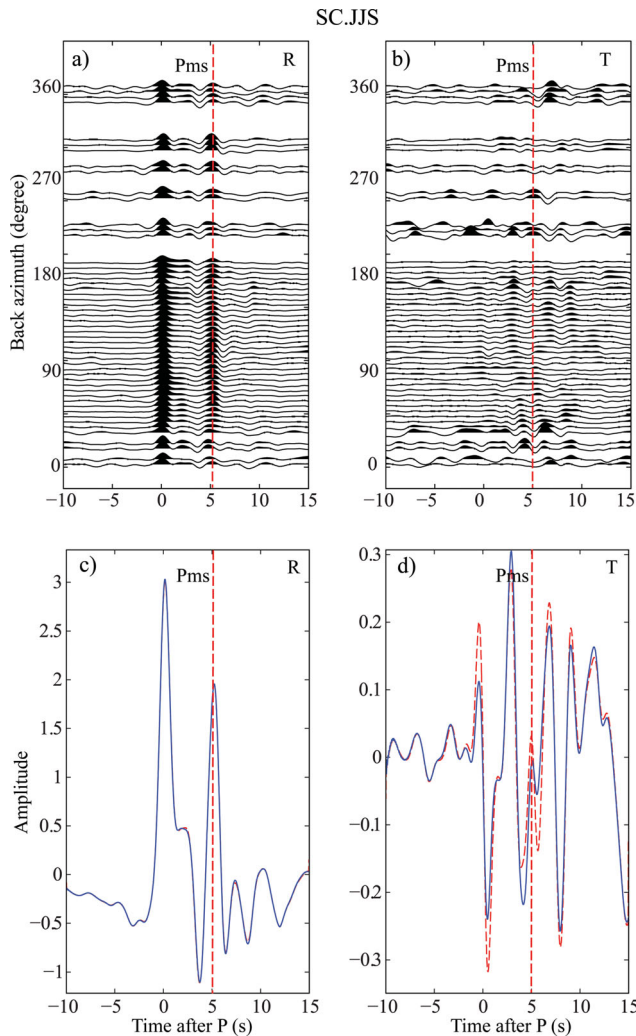 SC.JJS
a) Pms R
b) Pms T
Back azimuth (degree)
360
270
180
90
0
−10 −5 0 5 10 15
360
270
180
90
0
−10 −5 0 5 10 15
c) Pms R
Amplitude
3
2.5
2
1.5
1
0.5
0
−0.5
−1
−10 −5 0 5 10 15
Time after P (s)
d) Pms T
0.3
0.2
0.1
0
−0.1
−0.2
−0.3
−10 −5 0 5 10 15
Time after P (s)